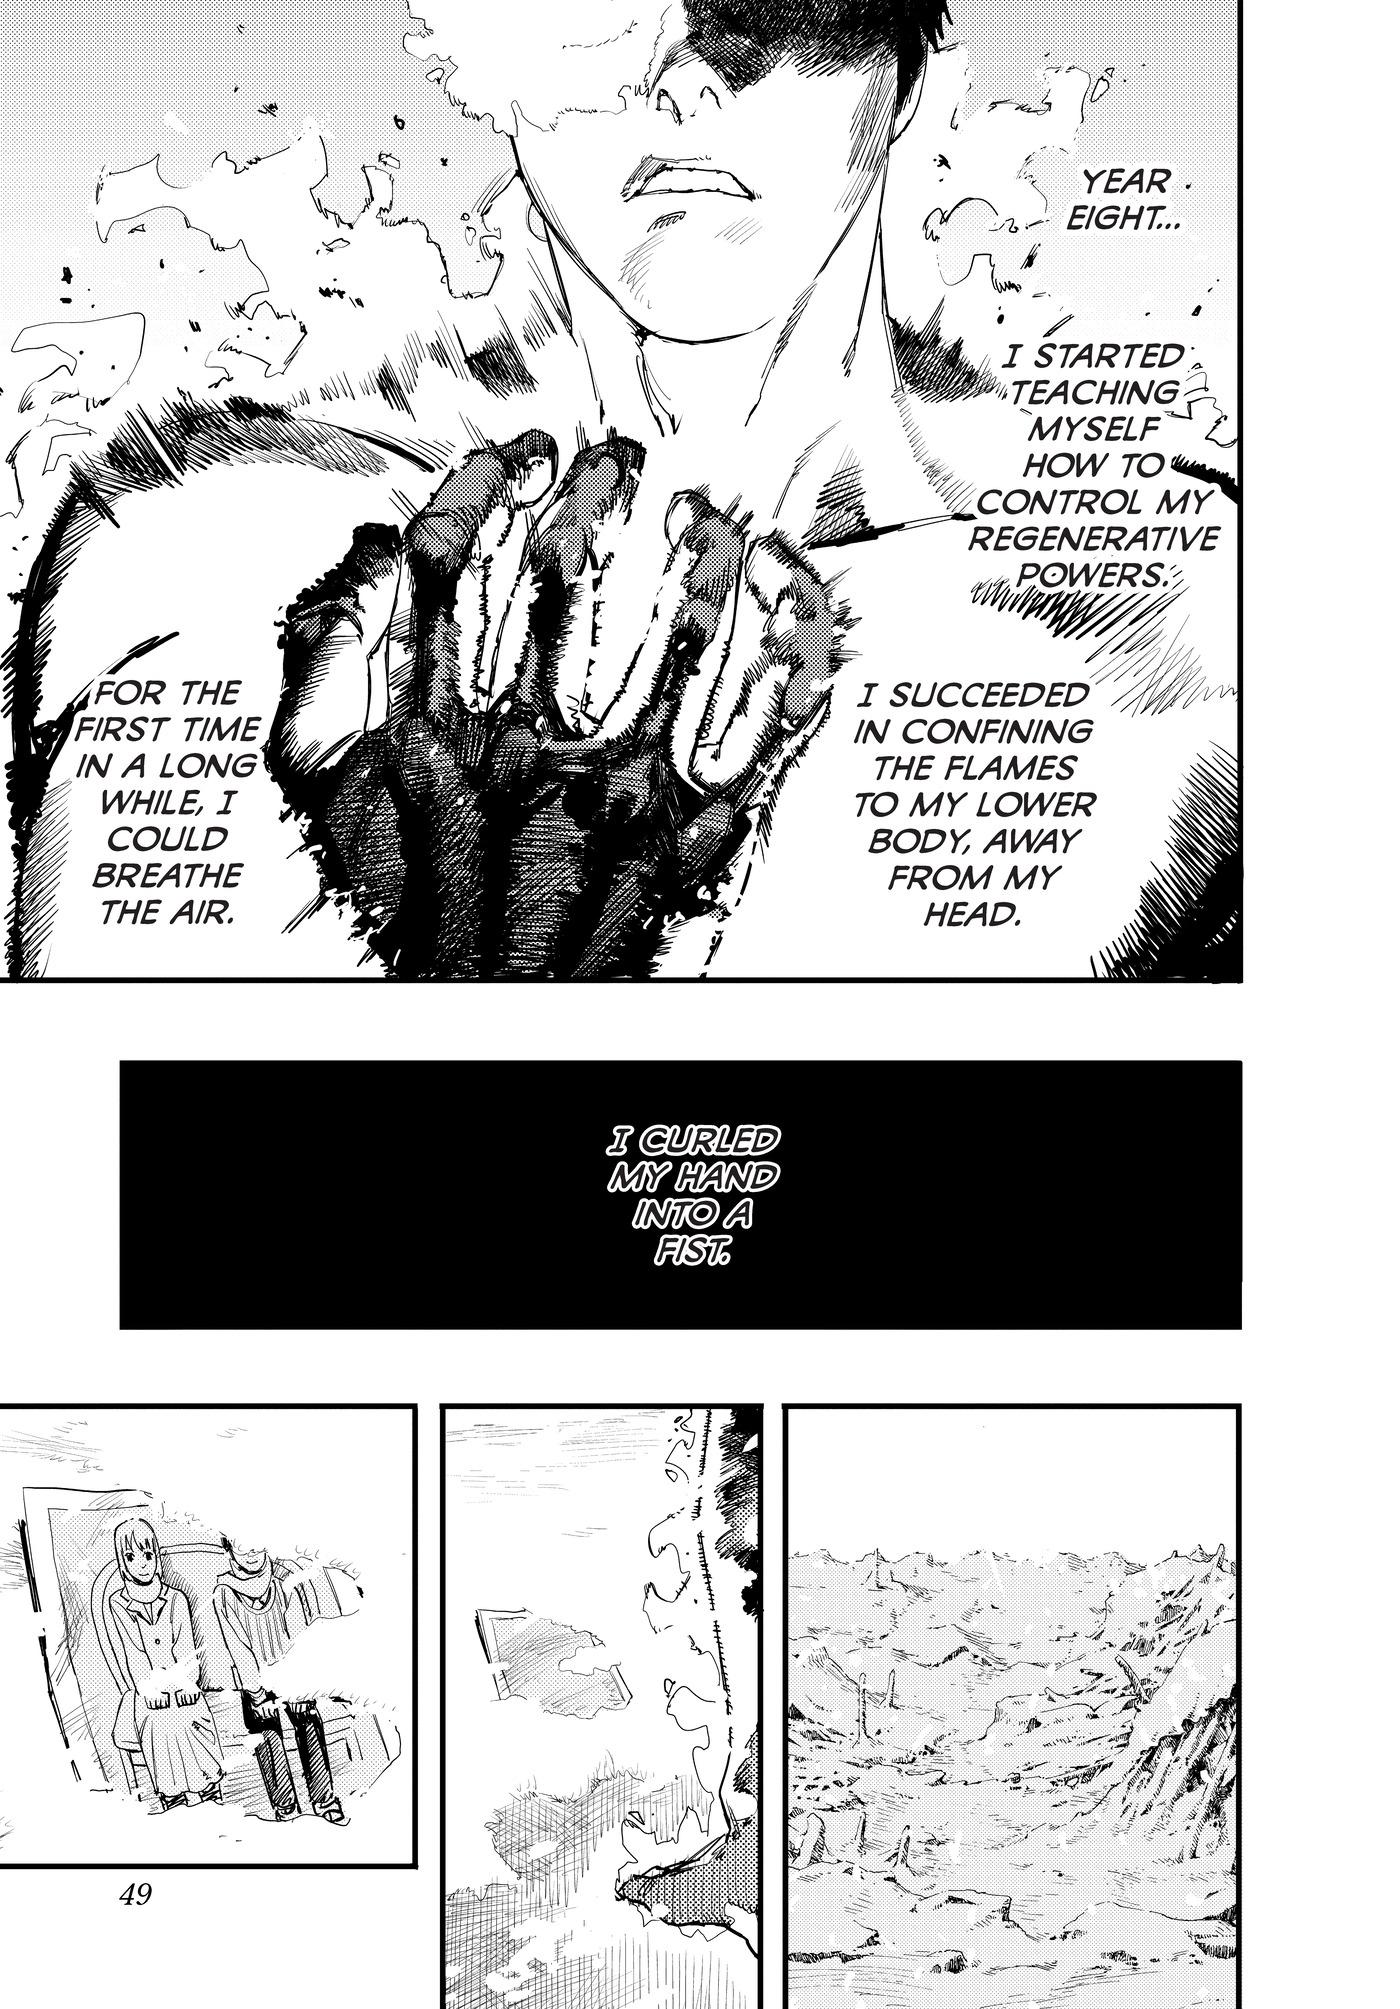 YEAR
EIGHT...
I STARTED
TEACHING
MYSELF
HOW TO
CONTROL MY
REGENERATIVE
POWERS.
I SUCCEEDED
IN CONFINING
THE FLAMES
TO MY LOWER
BODY, AWAY
FROM MY
HEAD.
FOR THE
FIRST TIME
IN A LONG
WHILE, I
COULD
BREATHE
THE AIR.
I CURLED
MY HAND
INTO A
FIST.
49